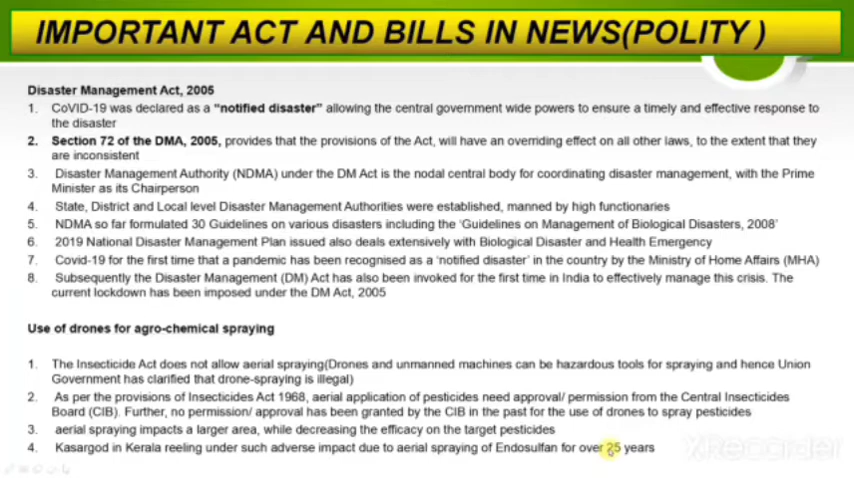 IMPORTANT ACT AND BILLS IN NEWS(POLITY )
Disaster Management Act, 2005
1. CoVID-19 was declared as a “notified disaster” allowing the central government wide powers to ensure a timely and effective response to
the disaster
2. Section 72 of the DMA, 2005, provides that the provisions of the Act, will have an overriding effect on all other laws, to the extent that they
are inconsistent
3. Disaster Management Authority (NDMA) under the DM Act is the nodal central body for coordinating disaster management, with the Prime
Minister as its Chairperson
4. State, District and Local level Disaster Management Authorities were established, manned by high functionaries
5. NDMA so far formulated 30 Guidelines on various disasters including the ‘Guidelines on Management of Biological Disasters, 2008’
6. 2019 National Disaster Management Plan issued also deals extensively with Biological Disaster and Health Emergency
7. Covid-19 for the first time that a pandemic has been recognised as a ‘notified disaster’ in the country by the Ministry of Home Affairs (MHA)
8. Subsequently the Disaster Management (DM) Act has also been invoked for the first time in India to effectively manage this crisis. The
current lockdown has been imposed under the DM Act, 2005
Use of drones for agro-chemical spraying
1. The Insecticide Act does not allow aerial spraying(Drones and unmanned machines can be hazardous tools for spraying and hence Union
Government has clarified that drone-spraying is illegal)
2. As per the provisions of Insecticides Act 1968, aerial application of pesticides need approval/ permission from the Central Insecticides
Board (CIB). Further, no permission/ approval has been granted by the CIB in the past for the use of drones to spray pesticides
3. aerial spraying impacts a larger area, while decreasing the efficacy on the target pesticides
4. Kasargod in Kerala reeling under such adverse impact due to aerial spraying of Endosulfan for over 25 years
XRecorder